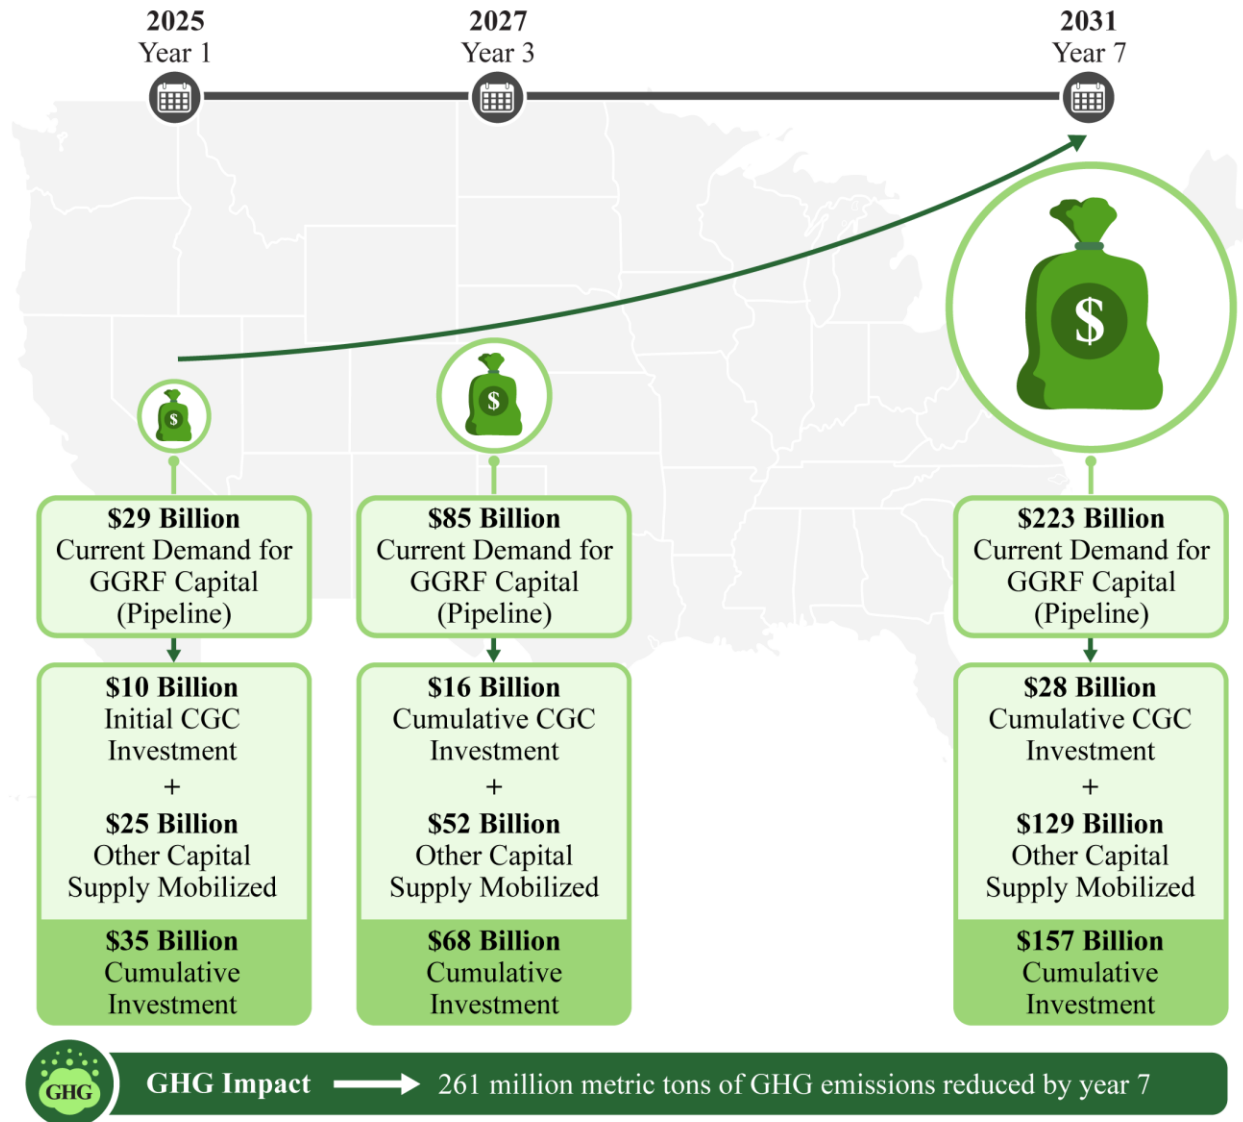 2025
Year 1
2027
Year 3
2031
Year 7
$
$
$
$29 Billion
Current Demand for
GGRF Capital
(Pipeline)
$10 Billion
Initial CGC
Investment
+
$25 Billion
Other Capital
Supply Mobilized
$35 Billion
Cumulative
Investment
$85 Billion
Current Demand for
GGRF Capital
(Pipeline)
$16 Billion
Cumulative CGC
Investment
+
$52 Billion
Other Capital
Supply Mobilized
$68 Billion
Cumulative
Investment
$223 Billion
Current Demand for
GGRF Capital
(Pipeline)
$28 Billion
Cumulative CGC
Investment
+
$129 Billion
Other Capital
Supply Mobilized
$157 Billion
Cumulative
Investment
GHG
GHG Impact → 261 million metric tons of GHG emissions reduced by year 7